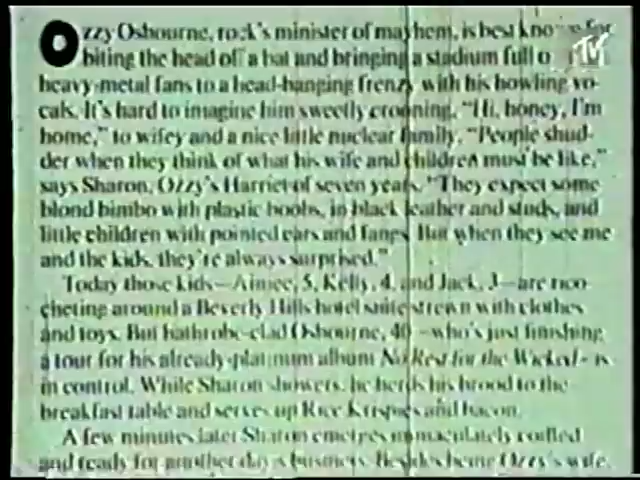 Ozzy Osbourne, rock's minister of mayhem, is best known for
biting the head off a bat and bringing a stadium full o
MTV
heavy-metal fans to a head-banging frenzy with his howling vo-
cals. It's hard to imagine him sweetly crooning, "Hi, honey, I'm
home," to wifey and a nice little nuclear family. "People shud-
der when they think of what his wife and children must be like,"
says Sharon, Ozzy's Harriet of seven years. "They expect some
blond bimbo with plastic boobs, in black leather and studs, and
little children with pointed ears and fangs. But when they see me
and the kids, they're always surprised."
Today those kids—Aimee, 5, Kelly, 4, and Jack, 3—are rico-
cheting around a Beverly Hills hotel suite strewn with clothes
and toys. But bathrobe-clad Osbourne, 40—who's just finishing
a tour for his already-platinum album No Rest for the Wicked—is
in control. While Sharon showers, he herds his brood to the
breakfast table and serves up Rice Krispies and bacon.
A few minutes later Sharon emerges immaculately coiffed
and ready for another day's business. Besides being Ozzy's wife,